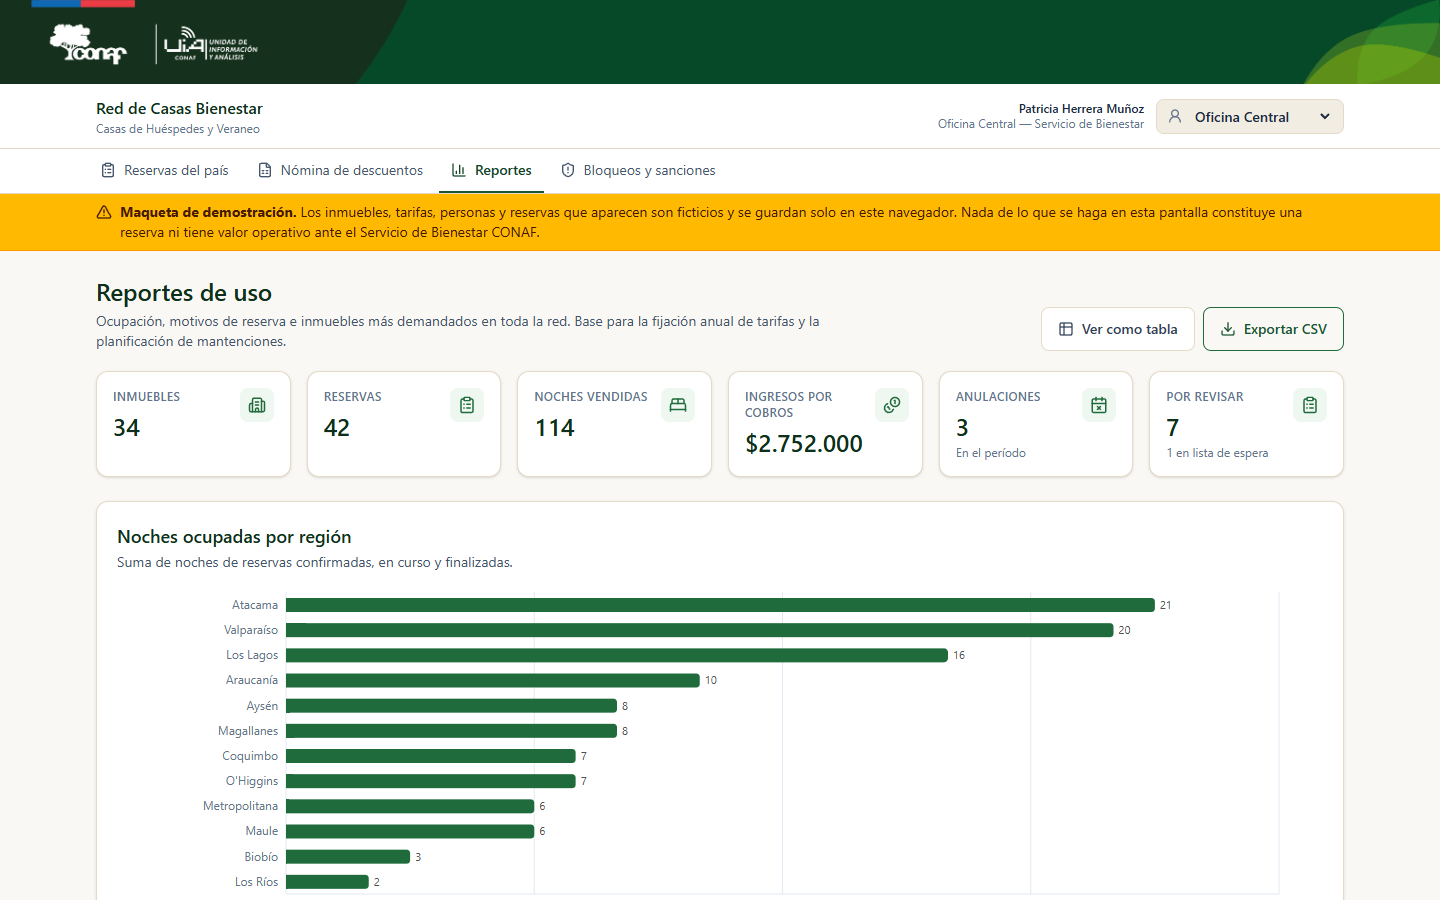 conaf
UIA
CONAF
UNIDAD DE
INFORMACIÓN
Y ANÁLISIS
Red de Casas Bienestar
Casas de Huéspedes y Veraneo
Patricia Herrera Muñoz
Oficina Central — Servicio de Bienestar
Oficina Central
Reservas del país
Nómina de descuentos
Reportes
Bloqueos y sanciones
Maqueta de demostración. Los inmuebles, tarifas, personas y reservas que aparecen son ficticios y se guardan solo en este navegador. Nada de lo que se haga en esta pantalla constituye una
reserva ni tiene valor operativo ante el Servicio de Bienestar CONAF.
Reportes de uso
Ocupación, motivos de reserva e inmuebles más demandados en toda la red. Base para la fijación anual de tarifas y la
planificación de mantenciones.
Ver como tabla
Exportar CSV
INMUEBLES
34
RESERVAS
42
NOCHES VENDIDAS
114
INGRESOS POR
COBROS
$2.752.000
ANULACIONES
3
En el período
POR REVISAR
7
1 en lista de espera
Noches ocupadas por región
Suma de noches de reservas confirmadas, en curso y finalizadas.
Atacama 21
Valparaíso 20
Los Lagos 16
Araucanía 10
Aysén 8
Magallanes 8
Coquimbo 7
O'Higgins 7
Metropolitana 6
Maule 6
Biobío 3
Los Ríos 2